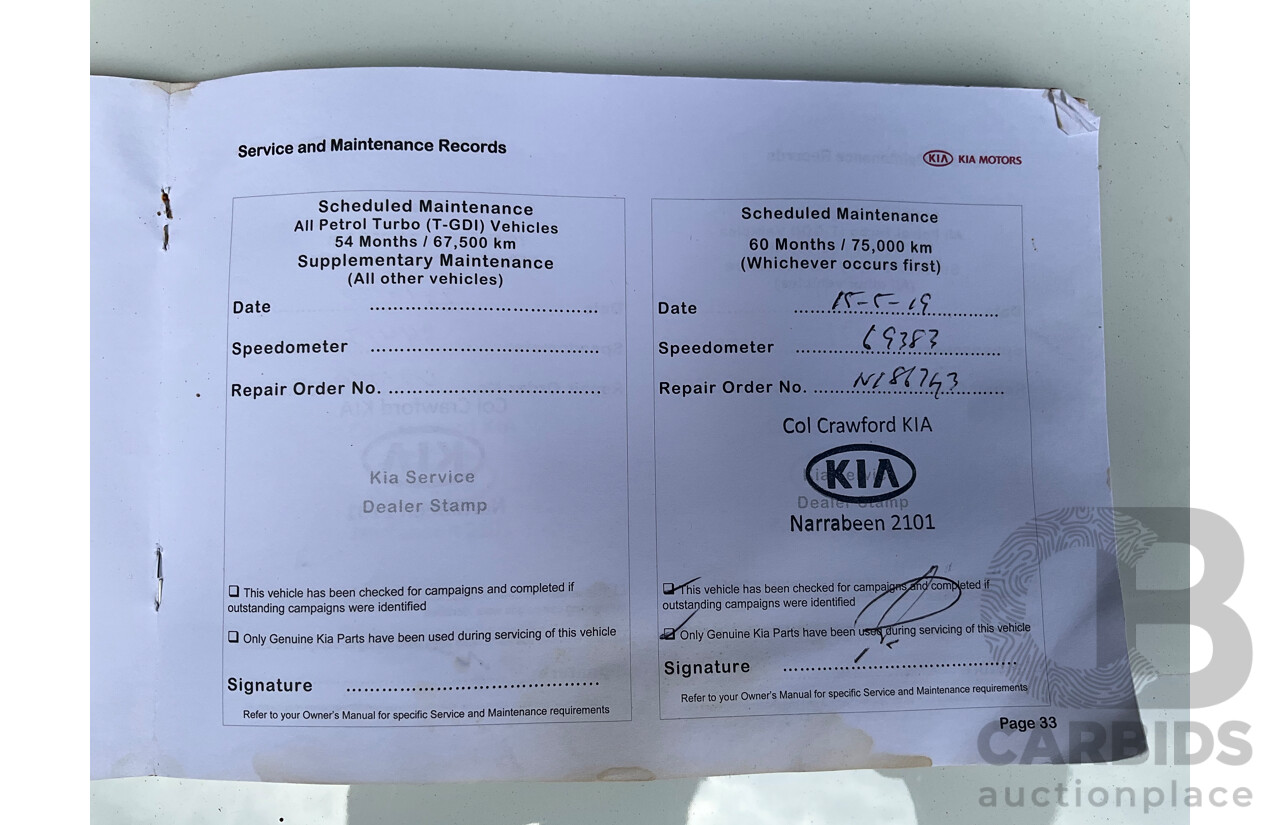 Service and Maintenance Records
KIA KIA MOTORS
Scheduled Maintenance
All Petrol Turbo (T-GDI) Vehicles
54 Months / 67,500 km
Supplementary Maintenance
(All other vehicles)
Date
Speedometer
Repair Order No.
Kia Service
Dealer Stamp
This vehicle has been checked for campaigns and completed if
outstanding campaigns were identified
Only Genuine Kia Parts have been used during servicing of this vehicle
Signature
Refer to your Owner's Manual for specific Service and Maintenance requirements
Scheduled Maintenance
60 Months / 75,000 km
(Whichever occurs first)
Date 15-5-19
Speedometer 69383
Repair Order No.
Col Crawford KIA
KIA
Kia Service
Dealer Stamp
Narrabeen 2101
This vehicle has been checked for campaigns and completed if
outstanding campaigns were identified
Only Genuine Kia Parts have been used during servicing of this vehicle
Signature
Refer to your Owner's Manual for specific Service and Maintenance requirements
Page 33
CARBIDS
auctionplace